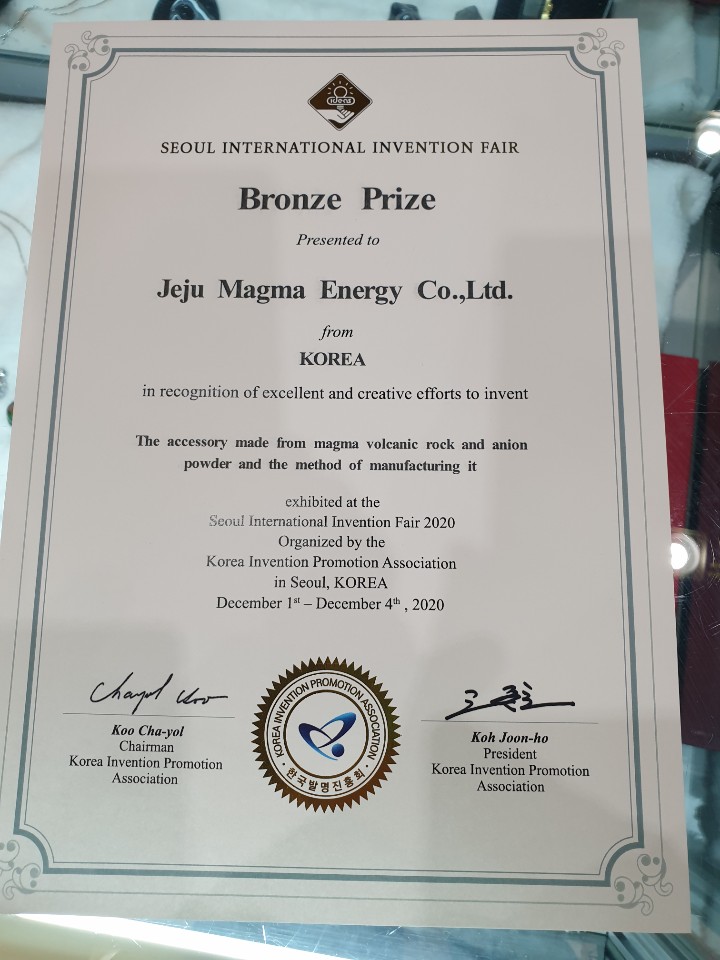 ideas
SEOUL INTERNATIONAL INVENTION FAIR
Bronze Prize
Presented to
Jeju Magma Energy Co.,Ltd.
from
KOREA
in recognition of excellent and creative efforts to invent
The accessory made from magma volcanic rock and anion
powder and the method of manufacturing it
exhibited at the
Seoul International Invention Fair 2020
Organized by the
Korea Invention Promotion Association
in Seoul, KOREA
December 1st – December 4th , 2020
Chayol Koo
Koo Cha-yol
Chairman
Korea Invention Promotion
Association
KOREA INVENTION PROMOTION ASSOCIATION
한국발명진흥회
Koh Joon-ho
President
Korea Invention Promotion
Association